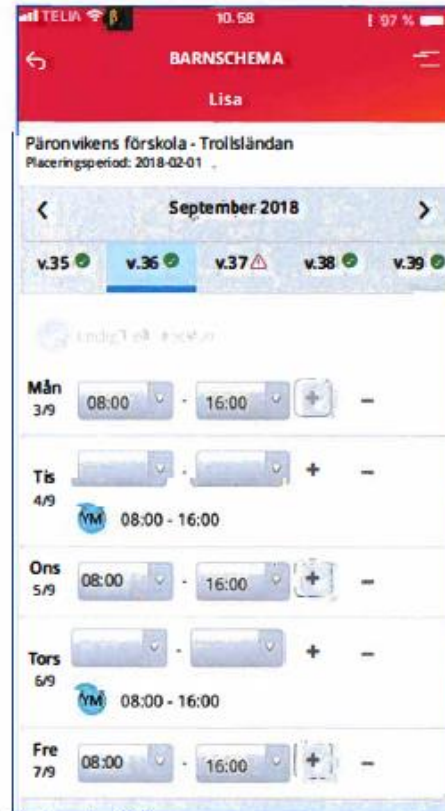 TELIA 10.58 97 %
BARNSCHEMA
Lisa
Päronvikens förskola - Trollsländan
Placeringsperiod: 2018-02-01
< September 2018 >
v.35 v.36 v.37 v.38 v.39
Mån 08:00 - 16:00 + -
3/9
Tis - + -
4/9
YM 08:00 - 16:00
Ons 08:00 - 16:00 + -
5/9
Tors - + -
6/9
YM 08:00 - 16:00
Fre 08:00 - 16:00 + -
7/9